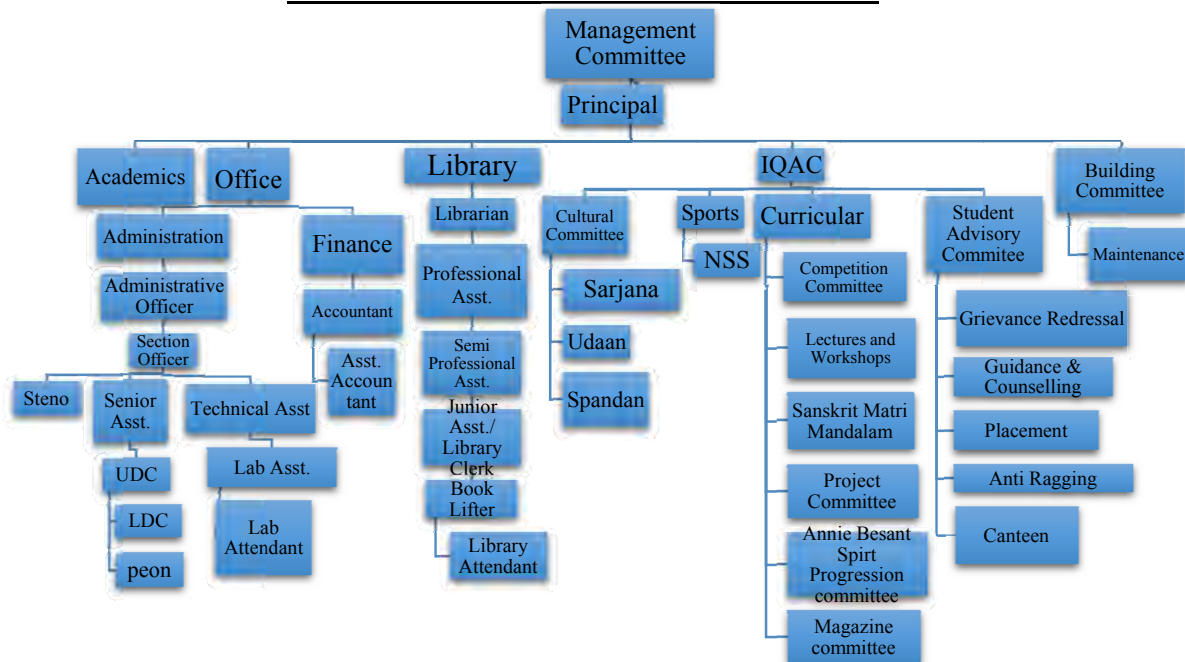 Management
Committee
Principal
Academics
Office
Library
IQAC
Building
Committee
Administration
Finance
Librarian
Cultural
Committee
Sports
Curricular
Student
Advisory
Commitee
Maintenance
Administrative
Officer
Accountant
Professional
Asst.
Sarjana
NSS
Competition
Committee
Grievance Redressal
Section
Officer
Asst.
Accou
ntant
Semi
Professional
Asst.
Udaan
Lectures and
Workshops
Guidance &
Counselling
Steno
Senior
Asst.
Technical Asst
Junior
Asst./
Library
Clerk
Spandan
Sanskrit Matri
Mandalam
Placement
UDC
Lab Asst.
Book
Lifter
Project
Committee
Anti Ragging
LDC
Lab
Attendant
Library
Attendant
Annie Besant
Spirt
Progression
committee
Canteen
peon
Magazine
committee